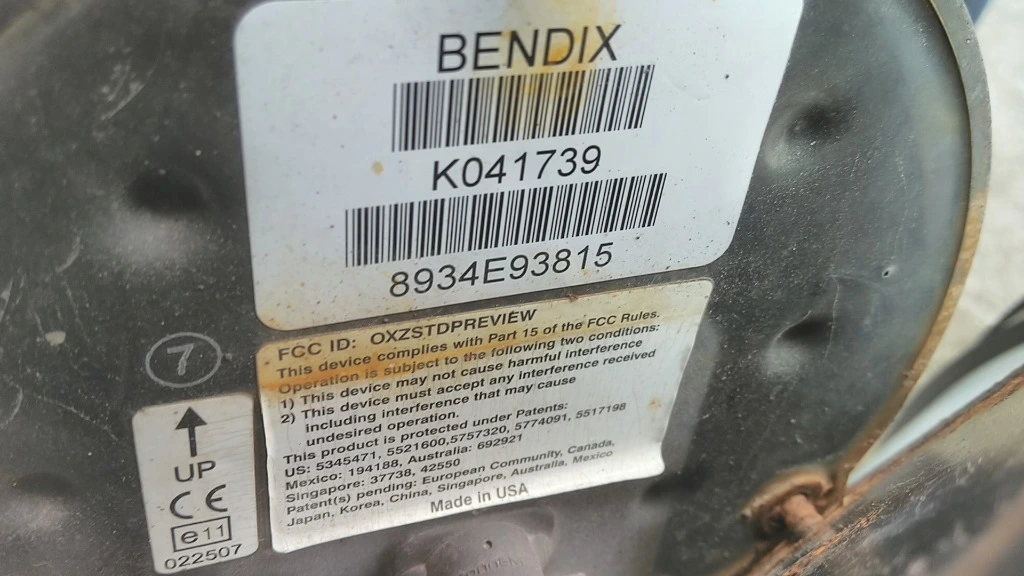 BENDIX
K041739
8934E93815
FCC ID: OXZSTDPREVIEW
This device complies with Part 15 of the FCC Rules.
Operation is subject to the following two conditions:
1) This device may not cause harmful interference
2) This device must accept any interference received
including interference that may cause
undesired operation.
This product is protected under Patents:
US: 5345471, 5521600,5757320, 5774091, 5517198
Mexico: 194188, Australia: 692921
Singapore: 37738, 42550
Patent(s) pending: European Community, Canada,
Japan, Korea, China, Singapore, Australia, Mexico
Made in USA
7
UP
CE
e11
022507